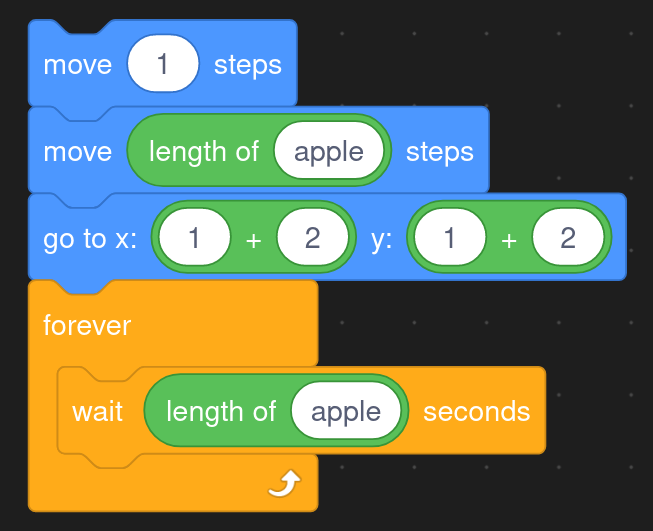 move 1 steps
move length of apple steps
go to x: 1 + 2 y: 1 + 2
forever
wait length of apple seconds